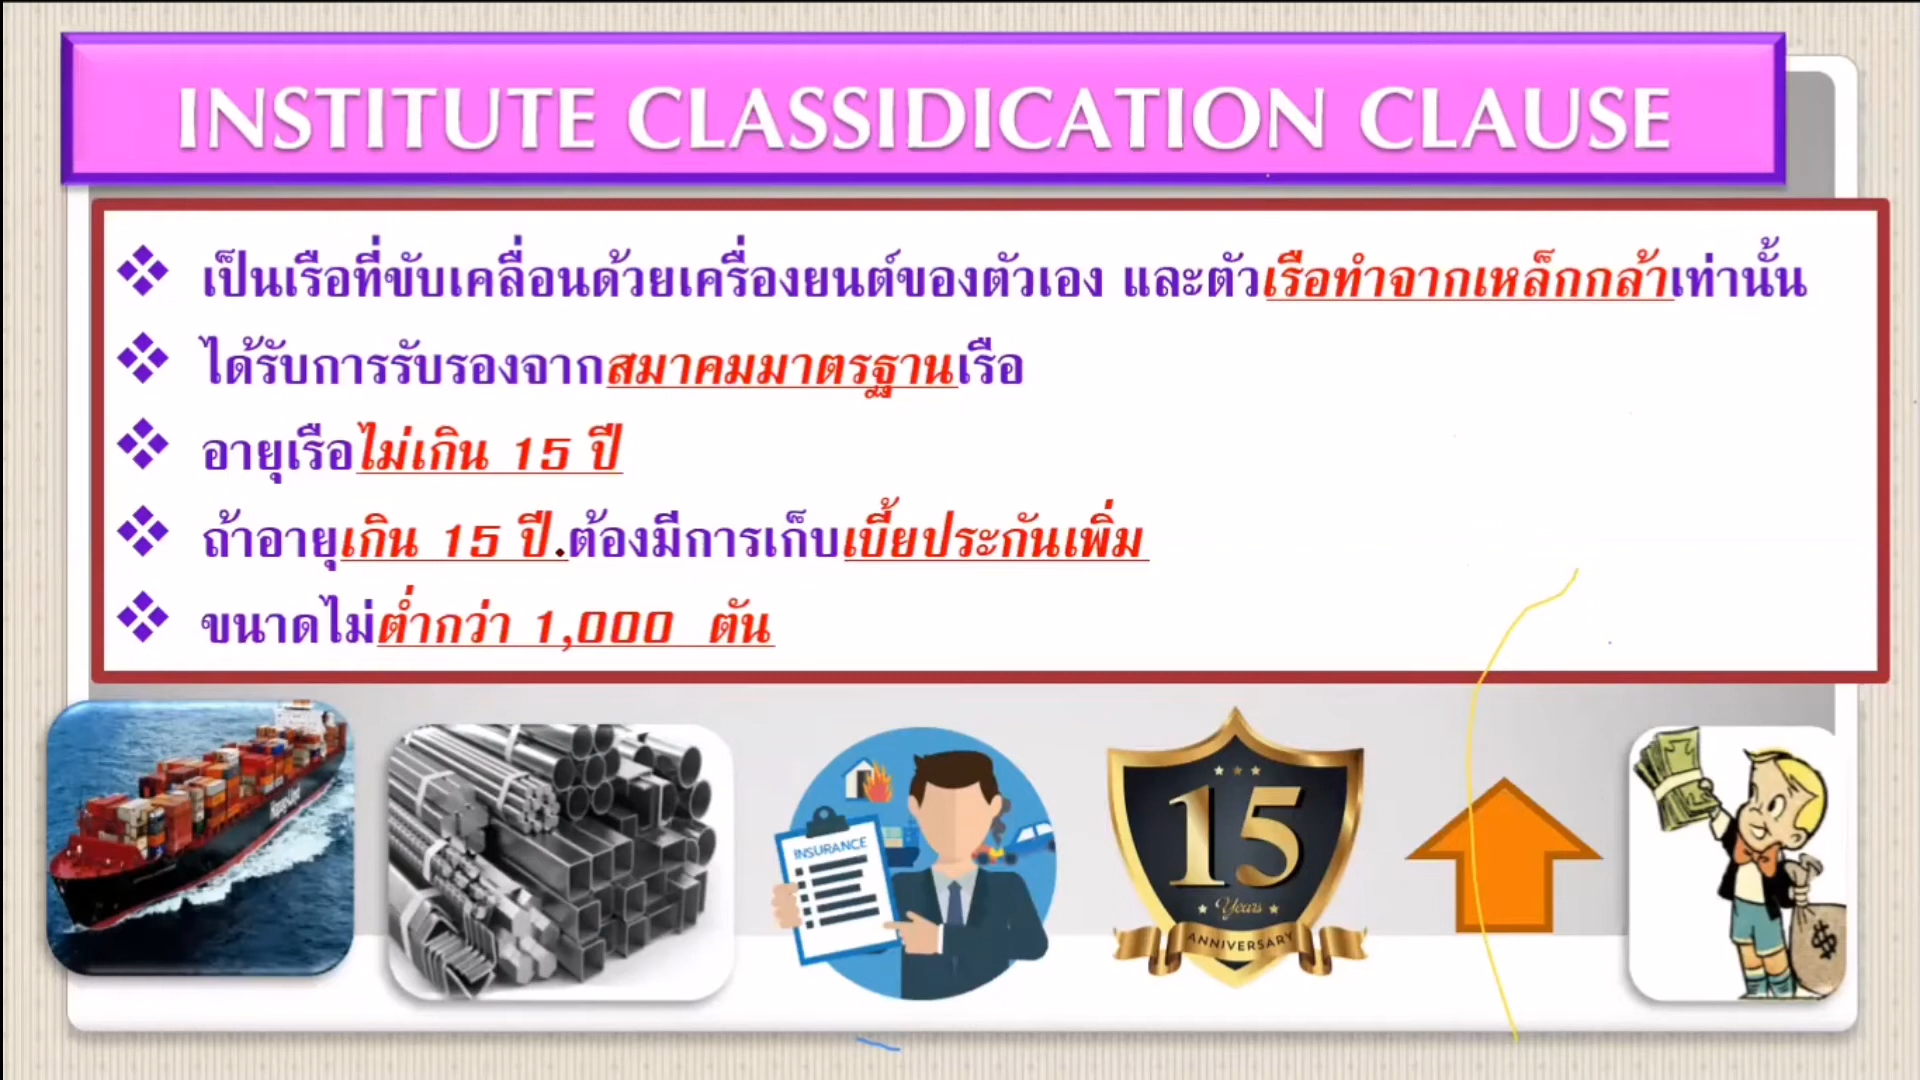 INSTITUTE CLASSIDICATION CLAUSE
เป็นเรือที่ขับเคลื่อนด้วยเครื่องยนต์ของตัวเอง และตัวเรือทำจากเหล็กกล้าเท่านั้น
ได้รับการรับรองจากสมาคมมาตรฐานเรือ
อายุเรือไม่เกิน 15 ปี
ถ้าอายุเกิน 15 ปี.ต้องมีการเก็บเบี้ยประกันเพิ่ม
ขนาดไม่ต่ำกว่า 1,000 ตัน
INSURANCE
15
Years
ANNIVERSARY
$